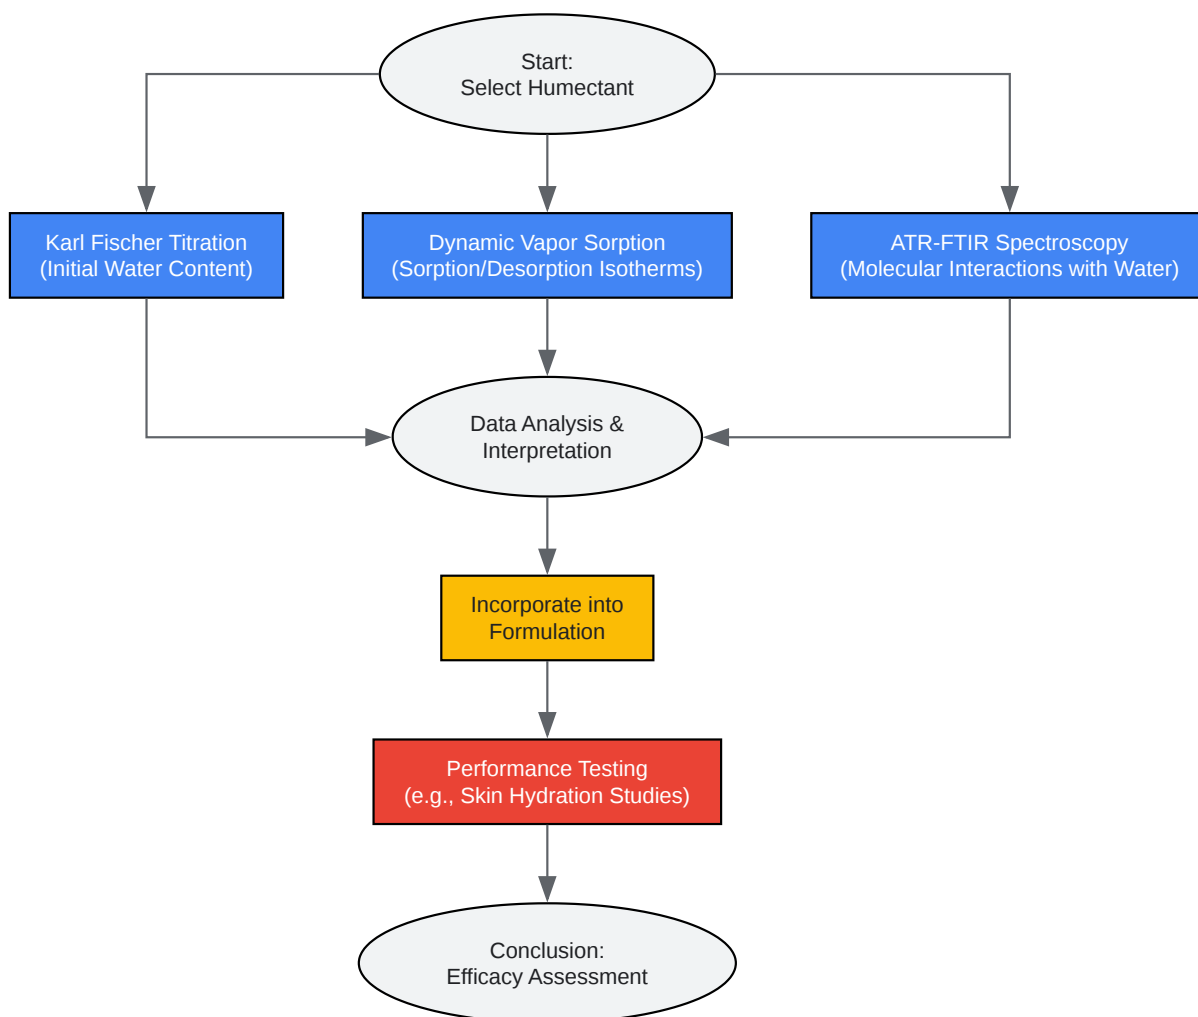 Start:
Select Humectant
Karl Fischer Titration
(Initial Water Content)
Dynamic Vapor Sorption
(Sorption/Desorption Isotherms)
ATR-FTIR Spectroscopy
(Molecular Interactions with Water)
Data Analysis &
Interpretation
Incorporate into
Formulation
Performance Testing
(e.g., Skin Hydration Studies)
Conclusion:
Efficacy Assessment